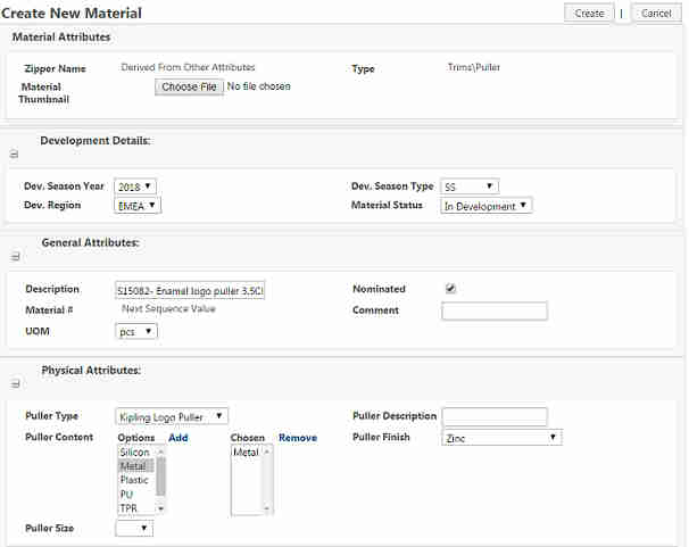 Create New Material
Create | Cancel
Material Attributes
Zipper Name Derived From Other Attributes Type Trims\Puller
Material Thumbnail Choose File No file chosen
Development Details:
Dev. Season Year 2018 Dev. Season Type SS
Dev. Region EMEA Material Status In Development
General Attributes:
Description S15082- Enamel logo puller 3.5C Nominated
Material # Next Sequence Value Comment
UOM pcs
Physical Attributes:
Puller Type Kipling Logo Puller Puller Description
Puller Content Options Add Chosen Remove Puller Finish Zinc
Silicon Metal
Metal
Plastic
PU
TPR
Puller Size